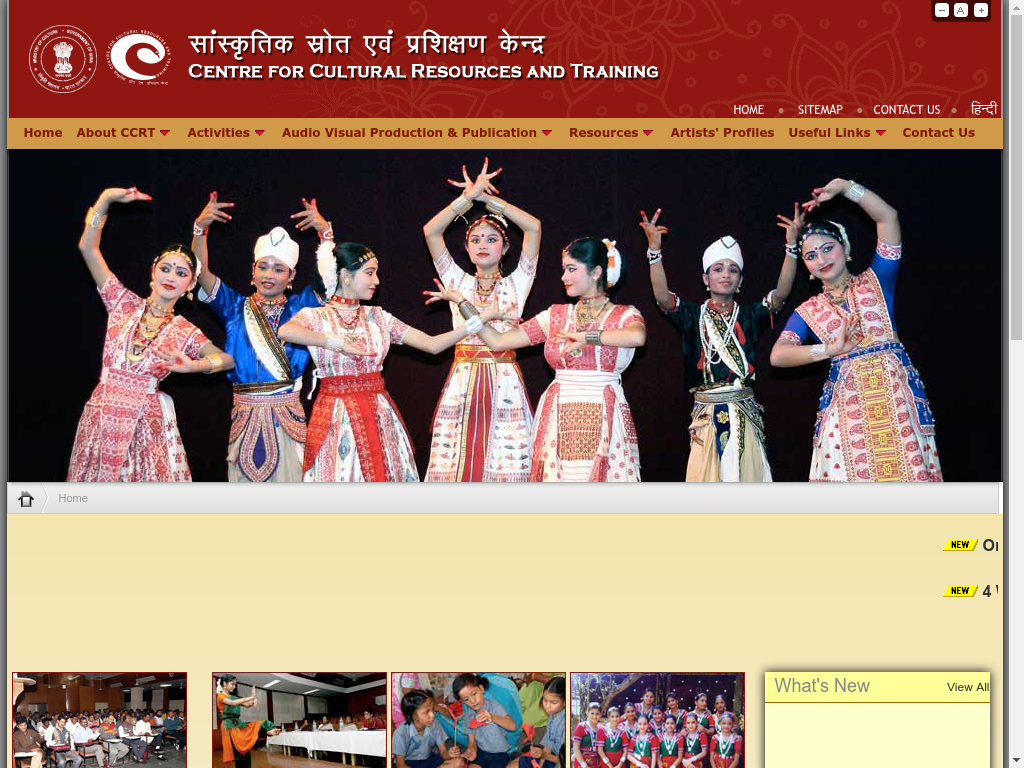 सांस्कृतिक स्रोत एवं प्रशिक्षण केन्द्र
CENTRE FOR CULTURAL RESOURCES AND TRAINING
HOME SITEMAP CONTACT US हिन्दी
Home About CCRT Activities Audio Visual Production & Publication Resources Artists' Profiles Useful Links Contact Us
Home
NEW
NEW 4
What's New View All